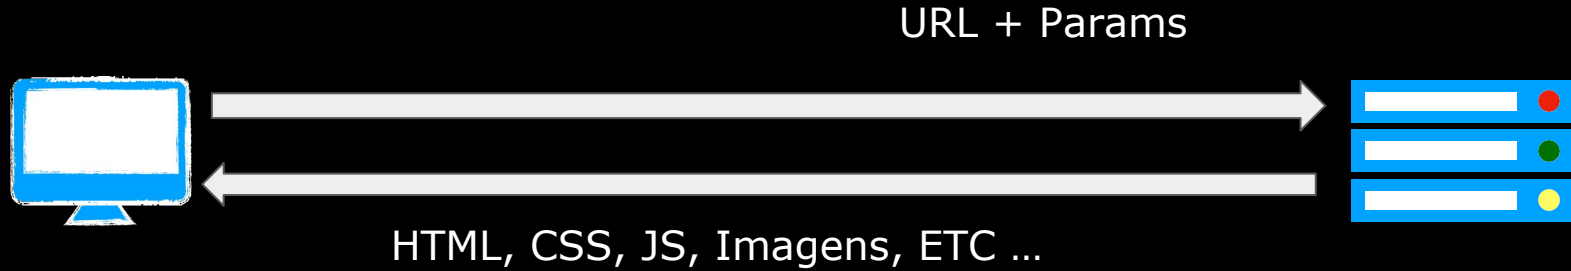 URL + Params
HTML, CSS, JS, Imagens, ETC …